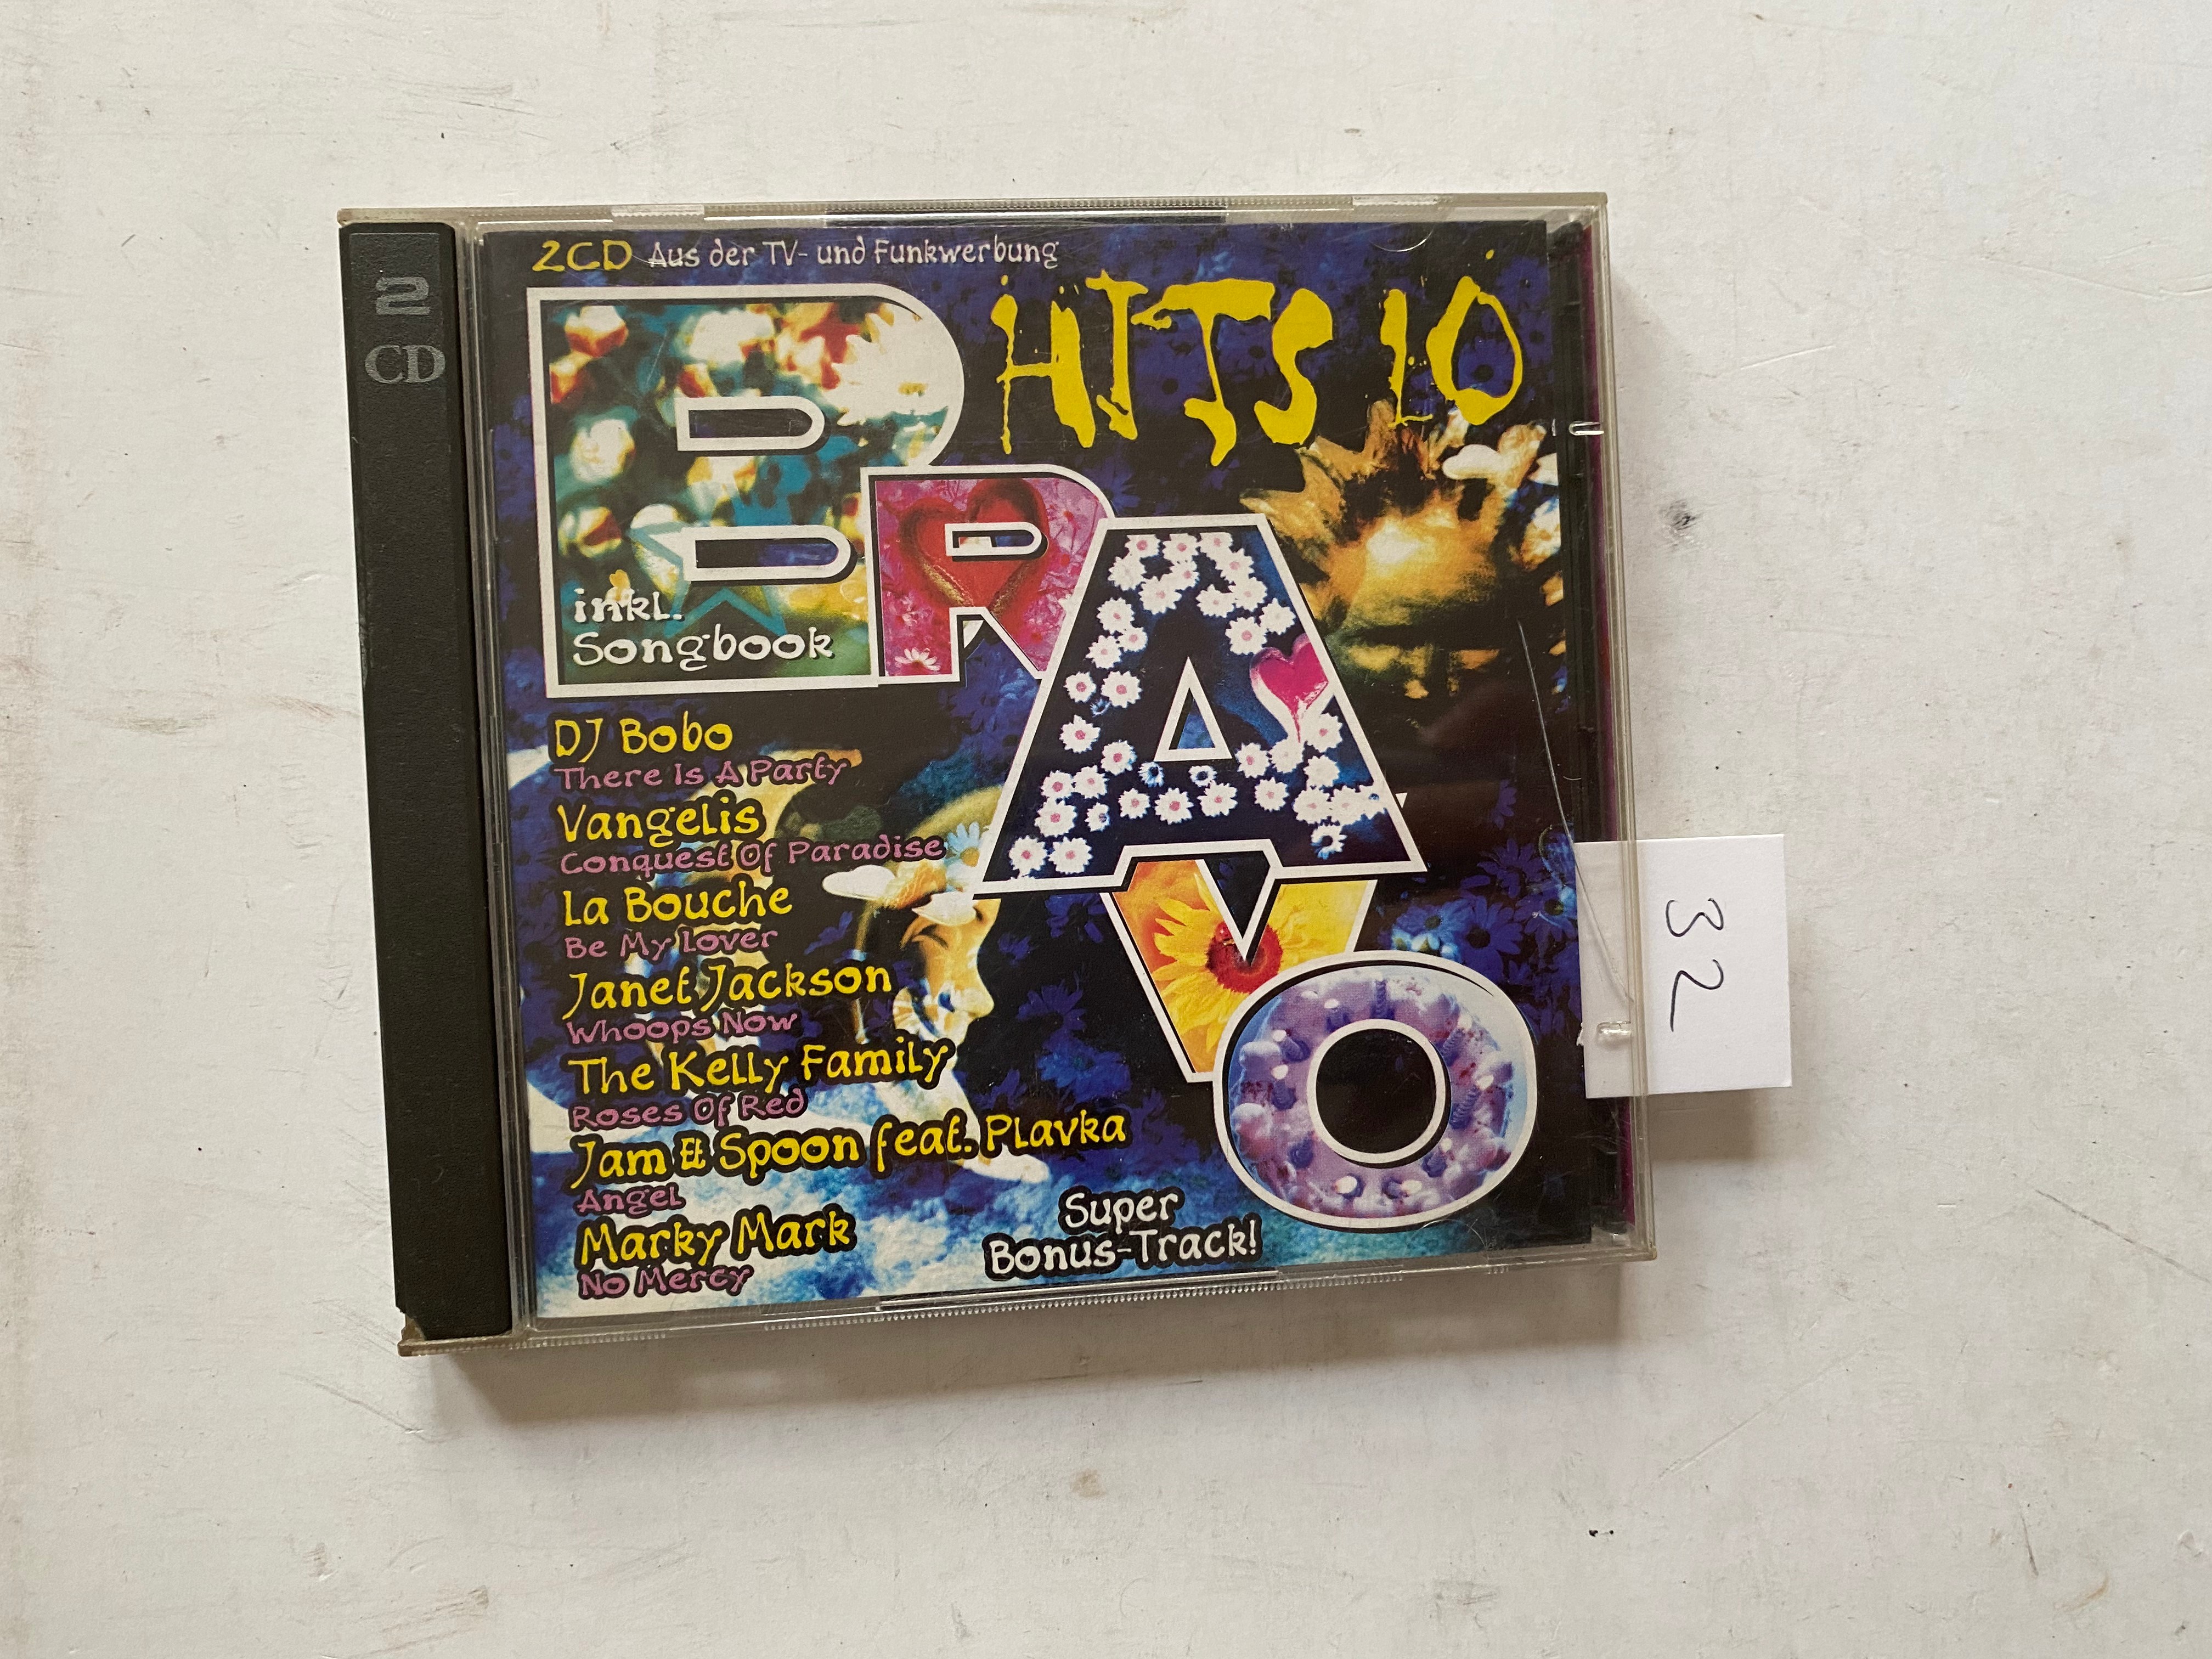 2
CD
2CD Aus der TV- und Funkwerbung
HITS 10
BRAVO
inkl.
Songbook
DJ Bobo
There Is A Party
Vangelis
Conquest Of Paradise
La Bouche
Be My Lover
Janet Jackson
Whoops Now
The Kelly Family
Roses Of Red
Jam & Spoon feat. Plavka
Angel
Marky Mark
No Mercy
Super
Bonus-Track!
32